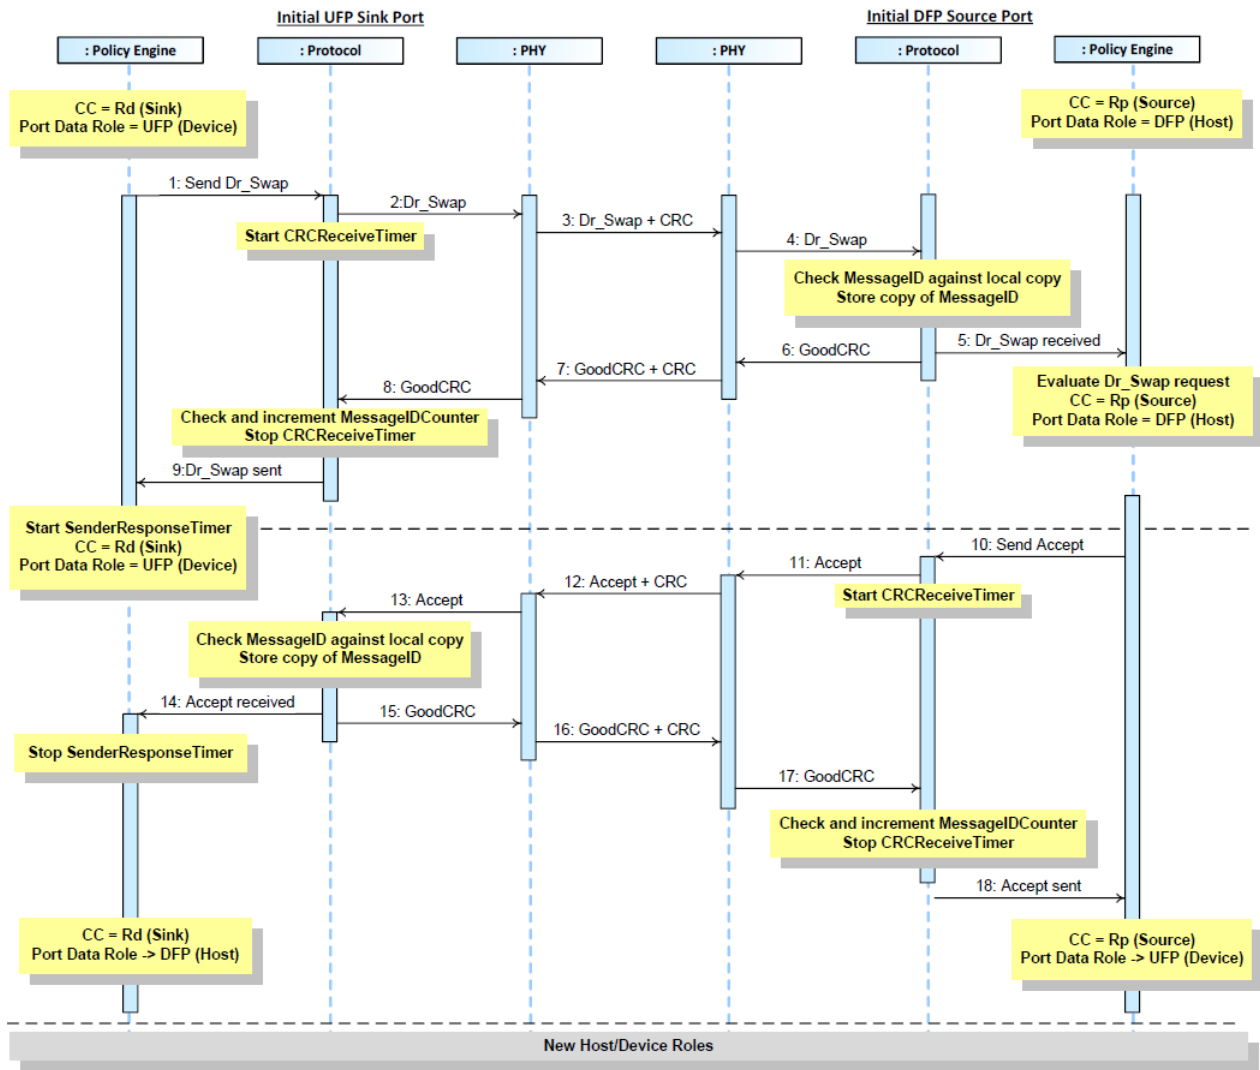 Initial UFP Sink Port
Initial DFP Source Port
: Policy Engine
: Protocol
: PHY
: PHY
: Protocol
: Policy Engine
CC = Rd (Sink)
Port Data Role = UFP (Device)
CC = Rp (Source)
Port Data Role = DFP (Host)
1: Send Dr_Swap
2:Dr_Swap
Start CRCReceiveTimer
3: Dr_Swap + CRC
4: Dr_Swap
Check MessageID against local copy
Store copy of MessageID
5: Dr_Swap received
6: GoodCRC
7: GoodCRC + CRC
8: GoodCRC
Evaluate Dr_Swap request
CC = Rp (Source)
Port Data Role = DFP (Host)
Check and increment MessageIDCounter
Stop CRCReceiveTimer
9:Dr_Swap sent
Start SenderResponseTimer
CC = Rd (Sink)
Port Data Role = UFP (Device)
10: Send Accept
11: Accept
Start CRCReceiveTimer
12: Accept + CRC
13: Accept
Check MessageID against local copy
Store copy of MessageID
14: Accept received
15: GoodCRC
16: GoodCRC + CRC
Stop SenderResponseTimer
17: GoodCRC
Check and increment MessageIDCounter
Stop CRCReceiveTimer
18: Accept sent
CC = Rd (Sink)
Port Data Role -> DFP (Host)
CC = Rp (Source)
Port Data Role -> UFP (Device)
New Host/Device Roles